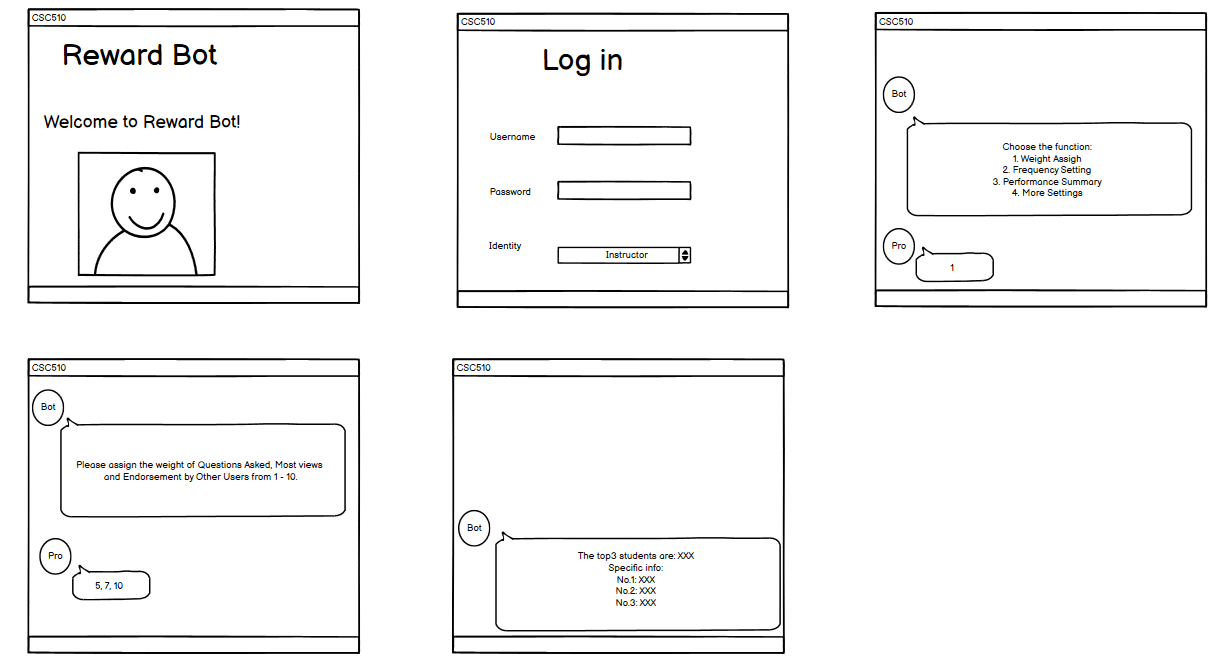 CSC510
Reward Bot
Welcome to Reward Bot!
CSC510
Log in
Username
Password
Identity
Instructor
CSC510
Bot
Choose the function:
1. Weight Assigh
2. Frequency Setting
3. Performance Summary
4. More Settings
Pro
1
CSC510
Bot
Please assign the weight of Questions Asked, Most views
and Endorsement by Other Users from 1 - 10.
Pro
5, 7, 10
CSC510
Bot
The top3 students are: XXX
Specific info:
No.1: XXX
No.2: XXX
No.3: XXX